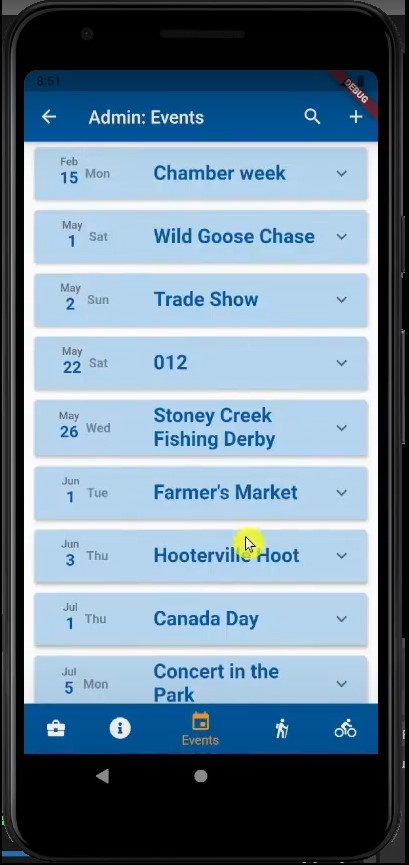 8:51
DEBUG
Admin: Events
Feb
15 Mon
Chamber week
May
1 Sat
Wild Goose Chase
May
2 Sun
Trade Show
May
22 Sat
012
May
26 Wed
Stoney Creek
Fishing Derby
Jun
1 Tue
Farmer's Market
Jun
3 Thu
Hooterville Hoot
Jul
1 Thu
Canada Day
Jul
5 Mon
Concert in the
Park
Events